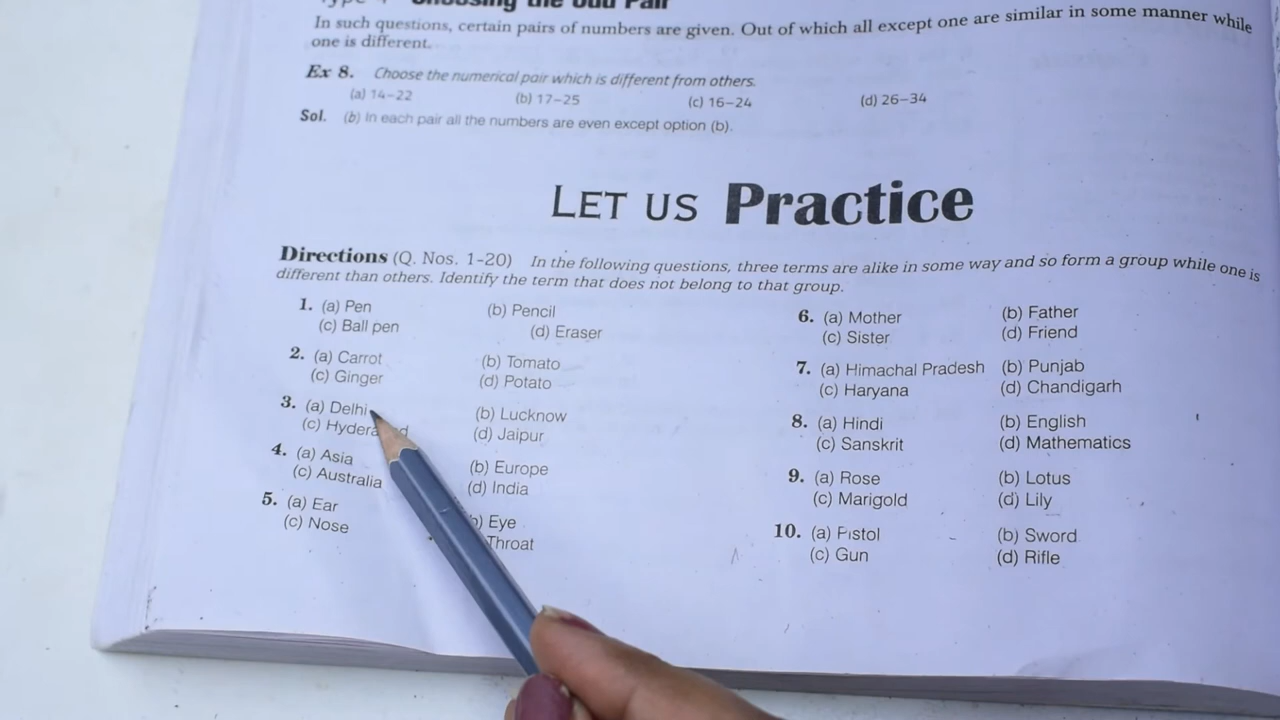 Choosing the Odd Pair
In such questions, certain pairs of numbers are given. Out of which all except one are similar in some manner while
one is different.
Ex 8. Choose the numerical pair which is different from others.
(a) 14–22 (b) 17–25 (c) 16–24 (d) 26–34
Sol. (b) In each pair all the numbers are even except option (b).
LET US Practice
Directions (Q. Nos. 1-20) In the following questions, three terms are alike in some way and so form a group while one is
different than others. Identify the term that does not belong to that group.
1. (a) Pen (b) Pencil
(c) Ball pen (d) Eraser
2. (a) Carrot (b) Tomato
(c) Ginger (d) Potato
3. (a) Delhi (b) Lucknow
(c) (d) Jaipur
4. (a) Asia (b) Europe
(c) Australia (d) India
5. (a) Ear (b) Eye
(c) Nose Throat
6. (a) Mother (b) Father
(c) Sister (d) Friend
7. (a) Himachal Pradesh (b) Punjab
(c) Haryana (d) Chandigarh
8. (a) Hindi (b) English
(c) Sanskrit (d) Mathematics
9. (a) Rose (b) Lotus
(c) Marigold (d) Lily
10. (a) Pistol (b) Sword
(c) Gun (d) Rifle